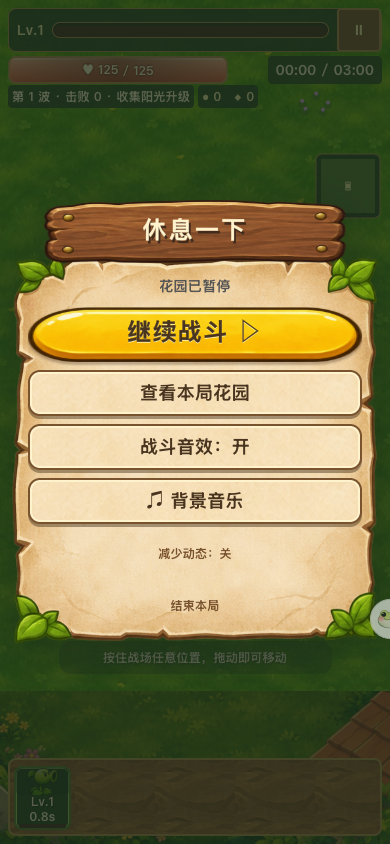 Lv.1
125 / 125
00:00 / 03:00
第 1 波 · 击败 0 · 收集阳光升级
0
0
休息一下
花园已暂停
继续战斗
查看本局花园
战斗音效：开
背景音乐
减少动态：关
结束本局
按住战场任意位置，拖动即可移动
Lv.1
0.8s